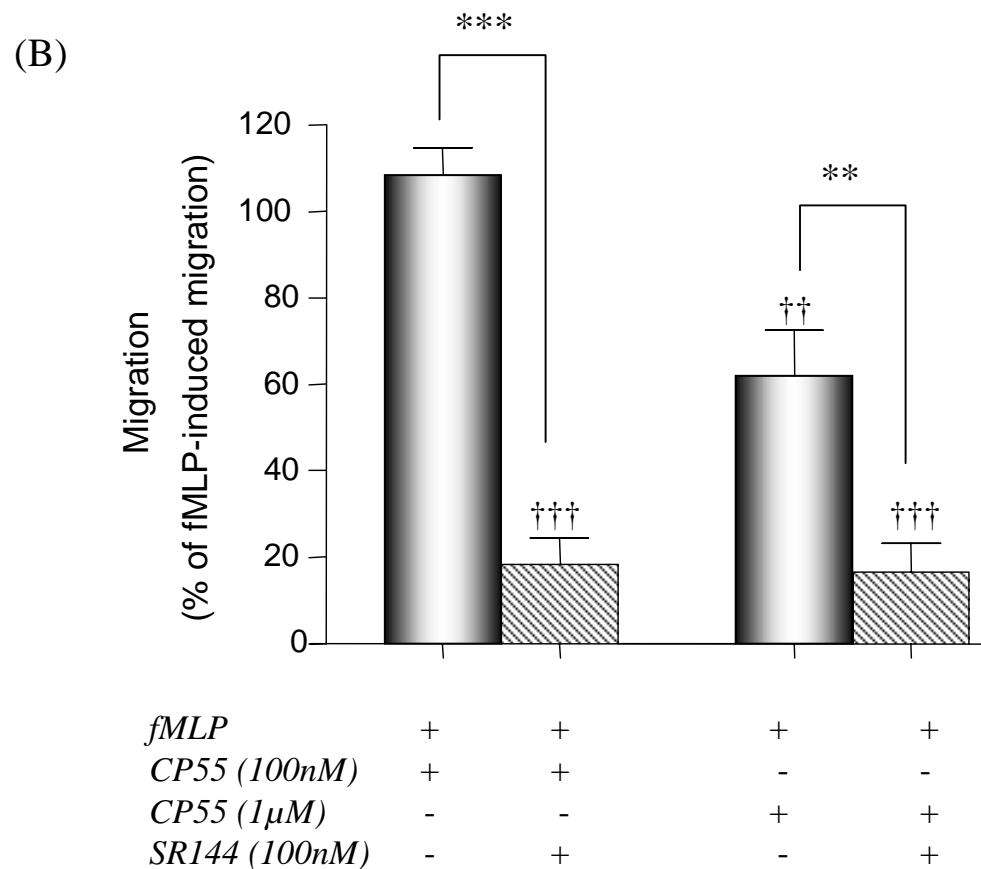 (B)
***
**
††
†††
†††
Migration
(% of fMLP-induced migration)
120
100
80
60
40
20
0
fMLP + + + +
CP55 (100nM) + + - -
CP55 (1µM) - - + +
SR144 (100nM) - + - +